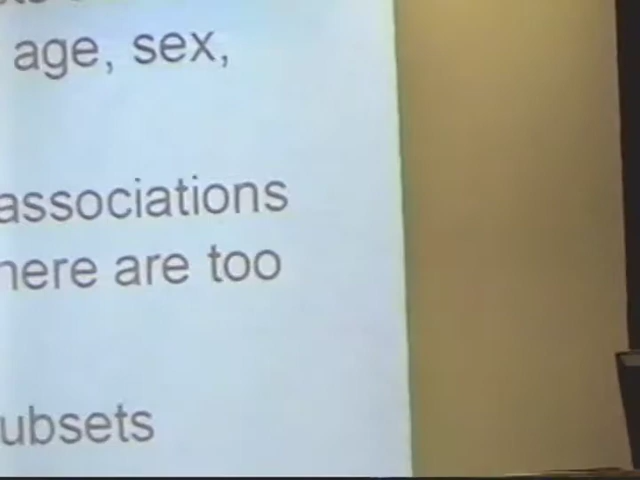 age, sex,
associations
here are too
ubsets